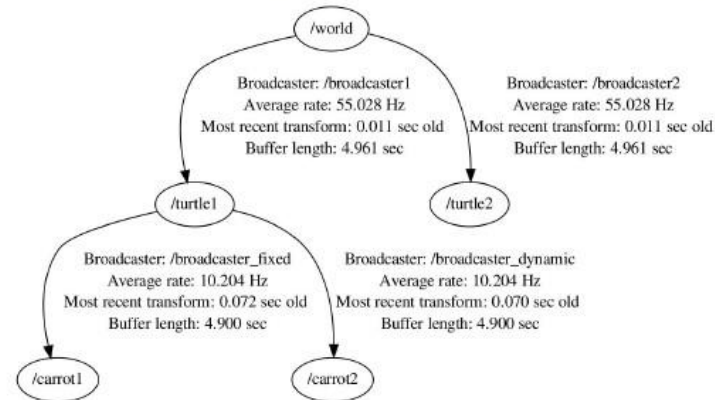 /world
Broadcaster: /broadcaster1
Average rate: 55.028 Hz
Most recent transform: 0.011 sec old
Buffer length: 4.961 sec
Broadcaster: /broadcaster2
Average rate: 55.028 Hz
Most recent transform: 0.011 sec old
Buffer length: 4.961 sec
/turtle1
/turtle2
Broadcaster: /broadcaster_fixed
Average rate: 10.204 Hz
Most recent transform: 0.072 sec old
Buffer length: 4.900 sec
Broadcaster: /broadcaster_dynamic
Average rate: 10.204 Hz
Most recent transform: 0.070 sec old
Buffer length: 4.900 sec
/carrot1
/carrot2